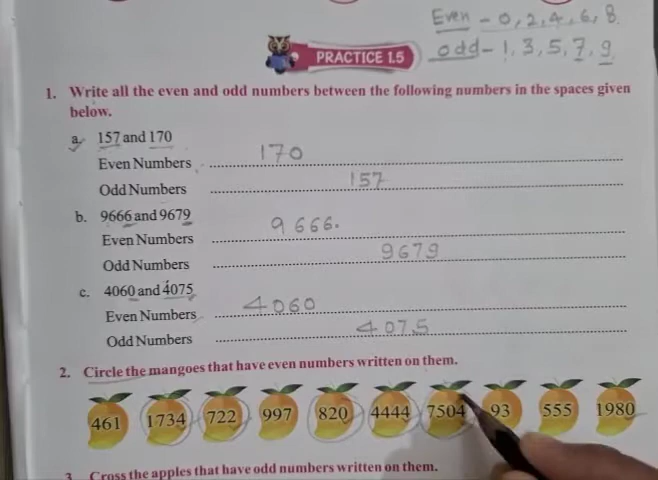 Even - 0, 2, 4, 6, 8.
odd - 1, 3, 5, 7, 9
PRACTICE 1.5
1. Write all the even and odd numbers between the following numbers in the spaces given
below.
a. 157 and 170
Even Numbers 170
Odd Numbers 157
b. 9666 and 9679
Even Numbers 9666.
Odd Numbers 9679
c. 4060 and 4075
Even Numbers 4060
Odd Numbers 4075
2. Circle the mangoes that have even numbers written on them.
461 1734 722 997 820 4444 7504 93 555 1980
3. Cross the apples that have odd numbers written on them.